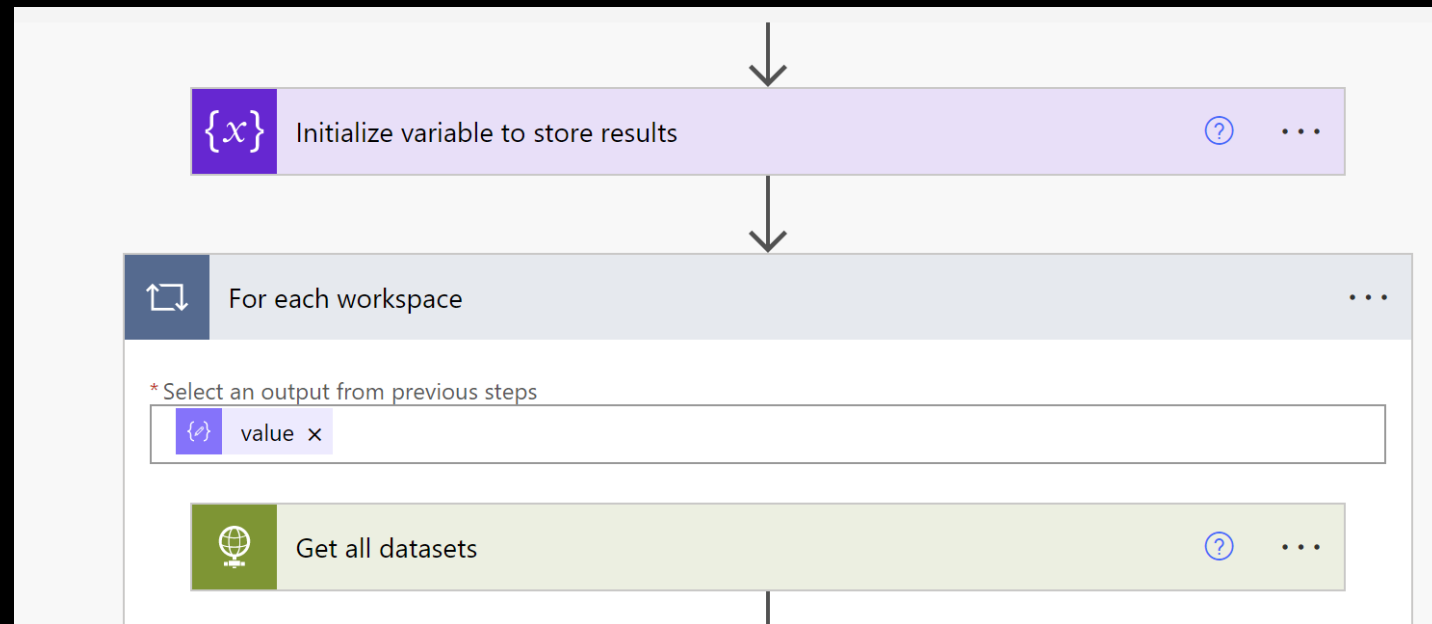 {x} Initialize variable to store results ? ...
For each workspace ...
* Select an output from previous steps
value ×
Get all datasets ? ...